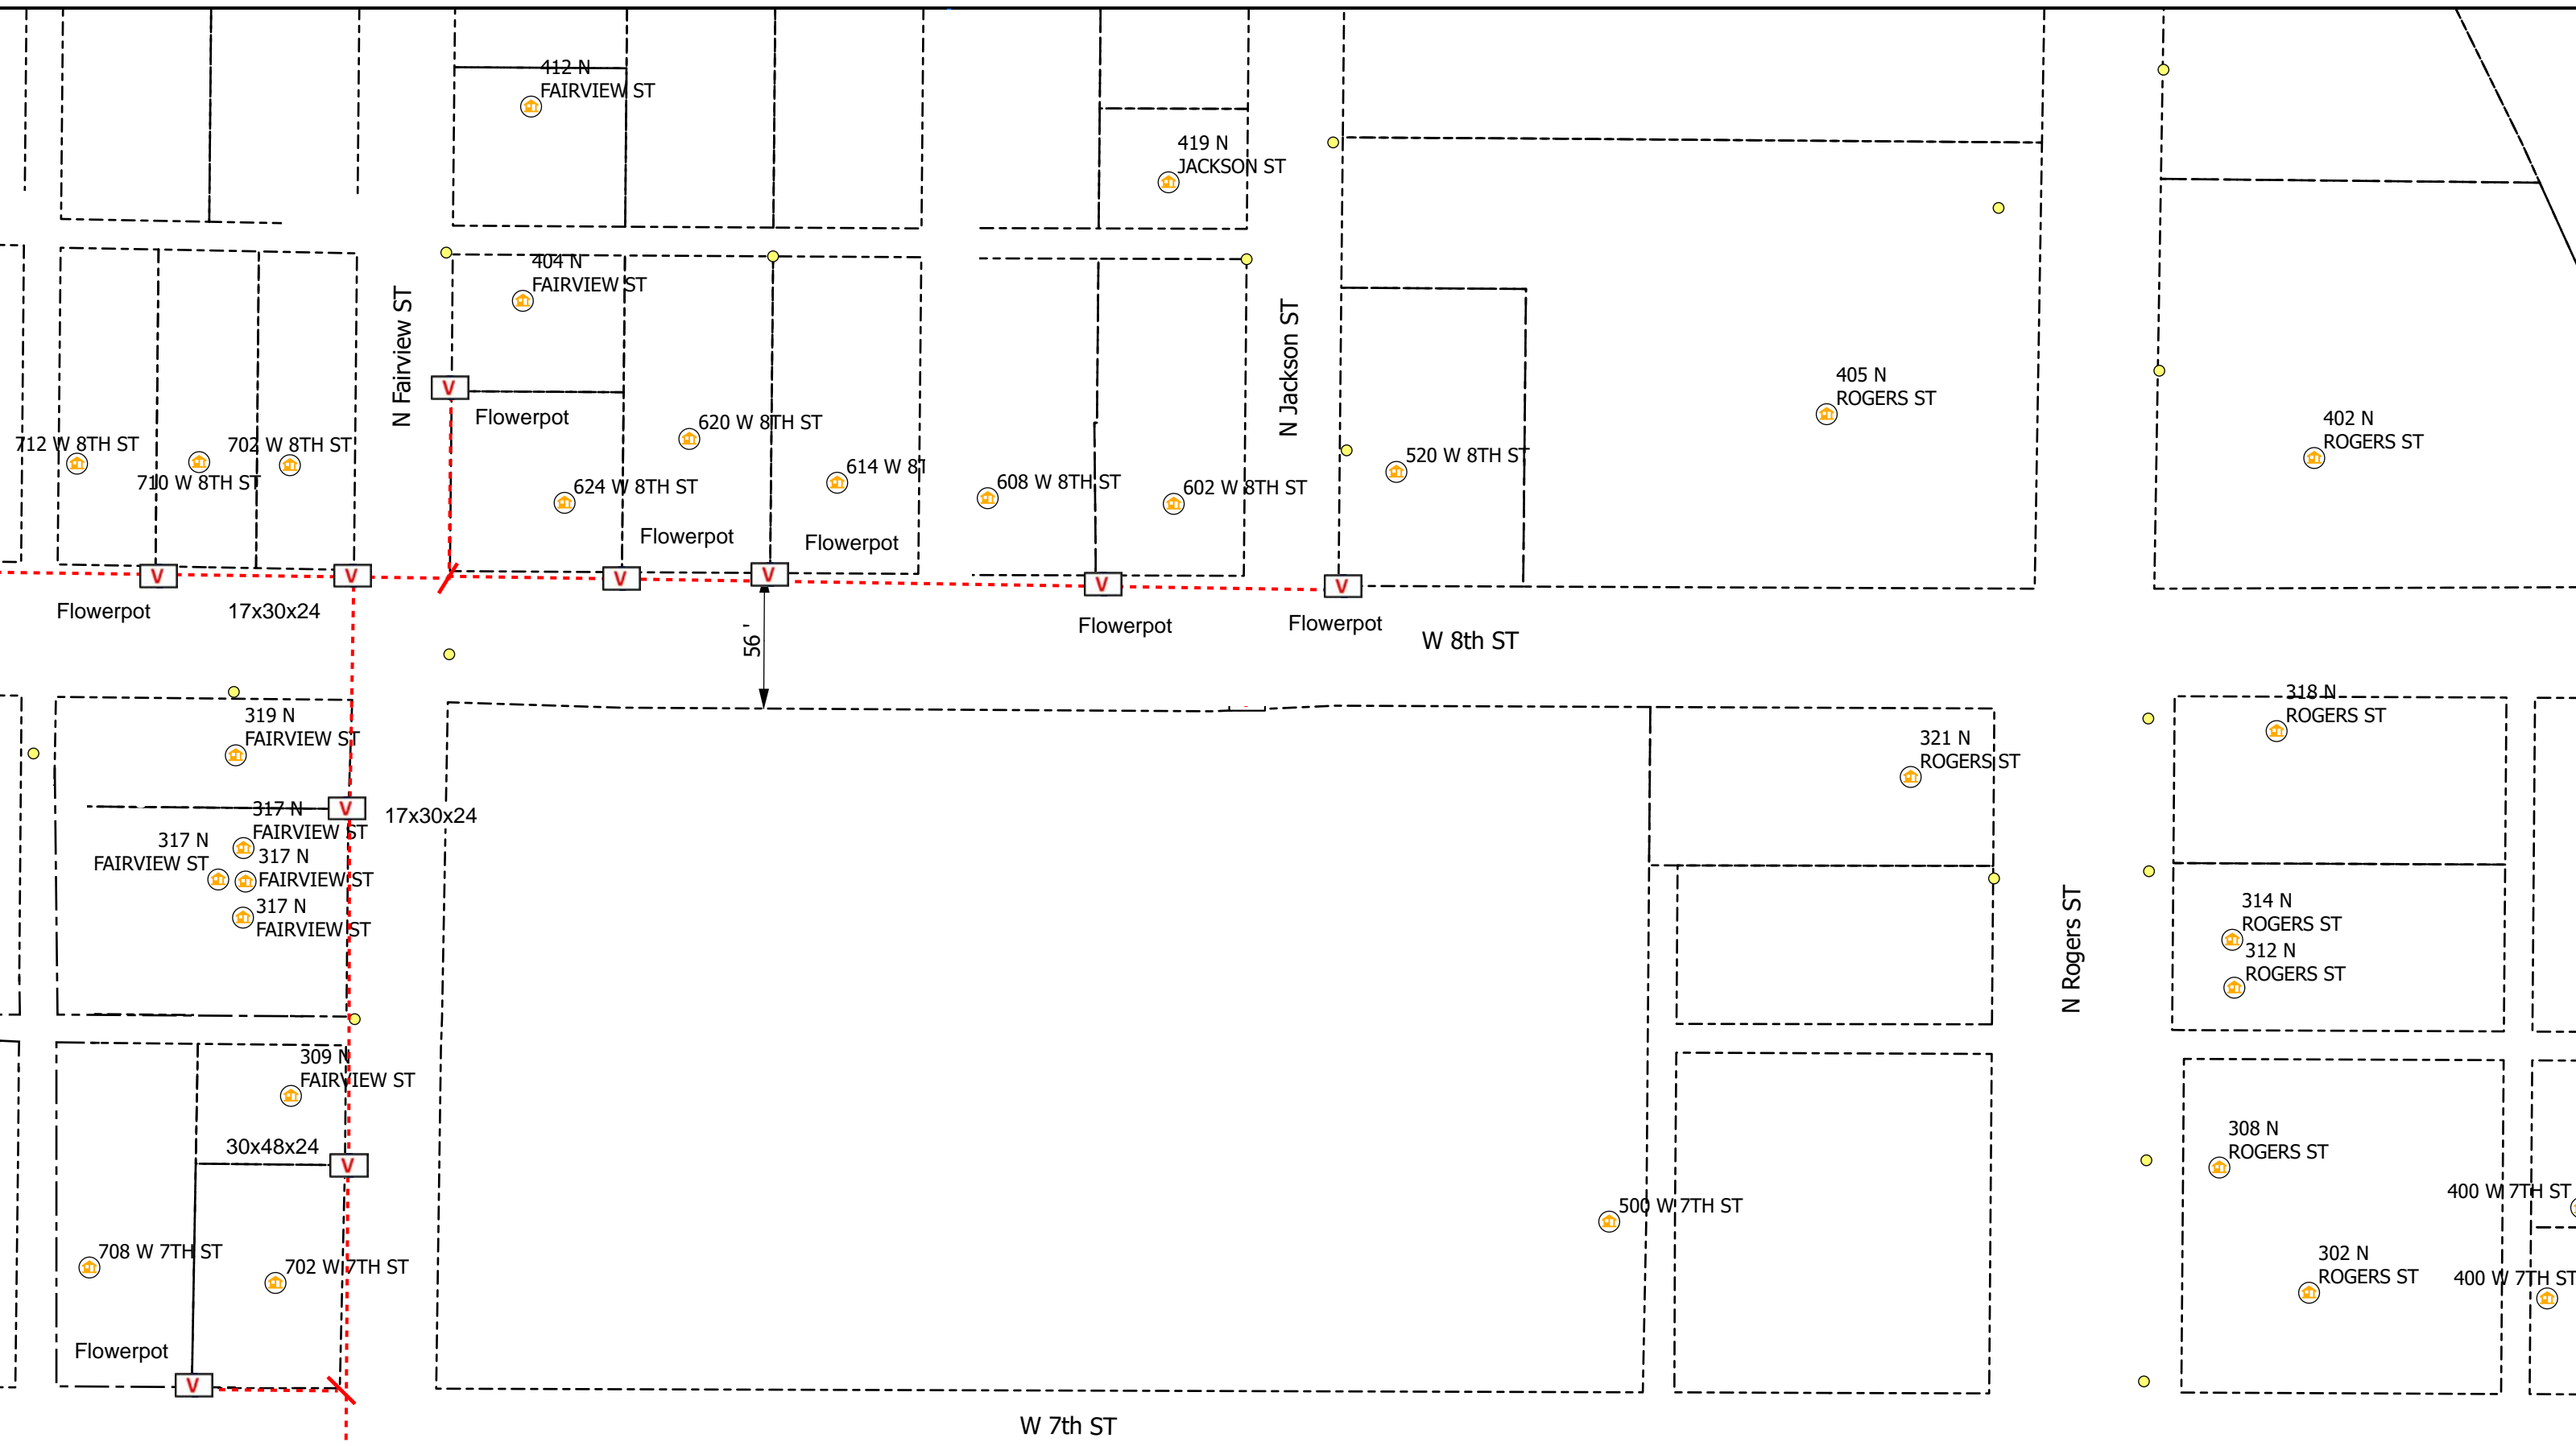 412 N
FAIRVIEW ST
419 N
JACKSON ST
404 N
FAIRVIEW ST
N Fairview ST
N Jackson ST
V
Flowerpot
405 N
ROGERS ST
402 N
ROGERS ST
712 W 8TH ST
710 W 8TH ST
702 W 8TH ST
620 W 8TH ST
624 W 8TH ST
614 W 8T
608 W 8TH ST
602 W 8TH ST
520 W 8TH ST
Flowerpot
Flowerpot
V
V
V
V
V
V
Flowerpot
17x30x24
56 '
Flowerpot
Flowerpot
W 8th ST
319 N
FAIRVIEW ST
318 N
ROGERS ST
321 N
ROGERS ST
V
17x30x24
317 N
FAIRVIEW ST
317 N
FAIRVIEW ST
317 N
FAIRVIEW ST
317 N
FAIRVIEW ST
N Rogers ST
314 N
ROGERS ST
312 N
ROGERS ST
309 N
FAIRVIEW ST
30x48x24
V
308 N
ROGERS ST
500 W 7TH ST
400 W 7TH ST
708 W 7TH ST
702 W 7TH ST
302 N
ROGERS ST
400 W 7TH ST
Flowerpot
V
W 7th ST